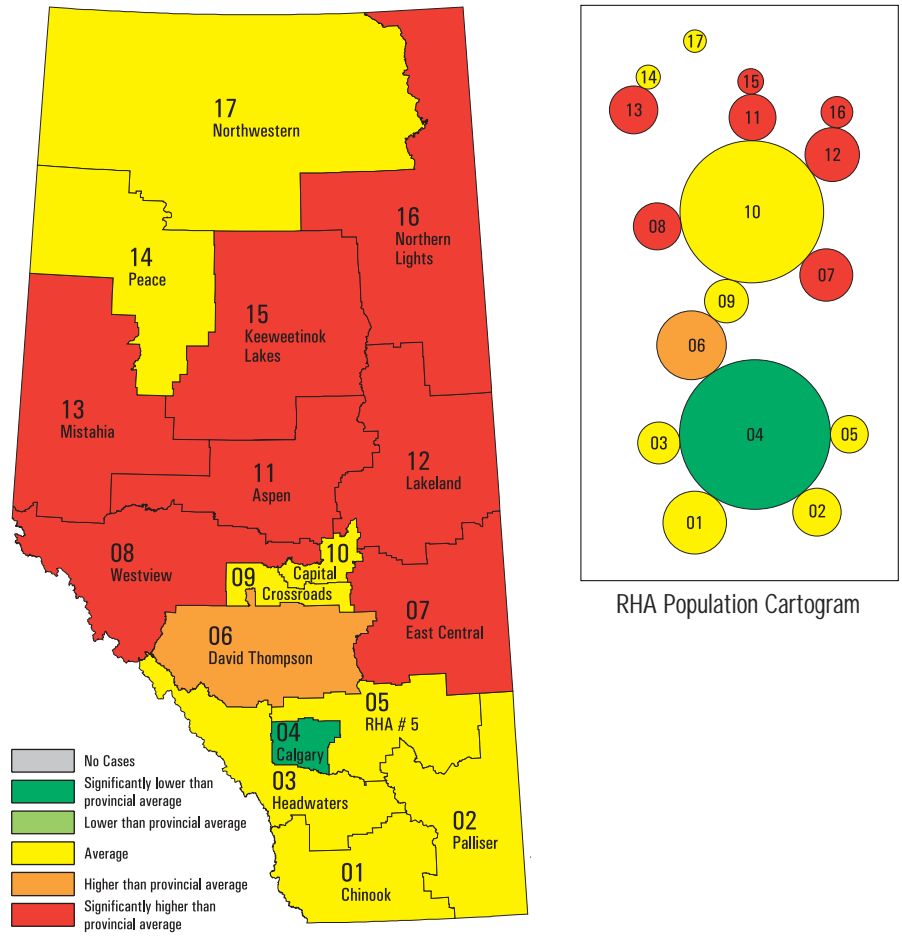 17
Northwestern
16
Northern
Lights
14
Peace
15
Keeweetinok
Lakes
13
Mistahia
11
Aspen
12
Lakeland
08
Westview
10
Capital
09
Crossroads
07
East Central
06
David Thompson
05
RHA # 5
04
Calgary
03
Headwaters
02
Palliser
01
Chinook
No Cases
Significantly lower than
provincial average
Lower than provincial average
Average
Higher than provincial average
Significantly higher than
provincial average
17
14
15
13
11
16
12
10
08
07
09
06
04
03
05
01
02
RHA Population Cartogram